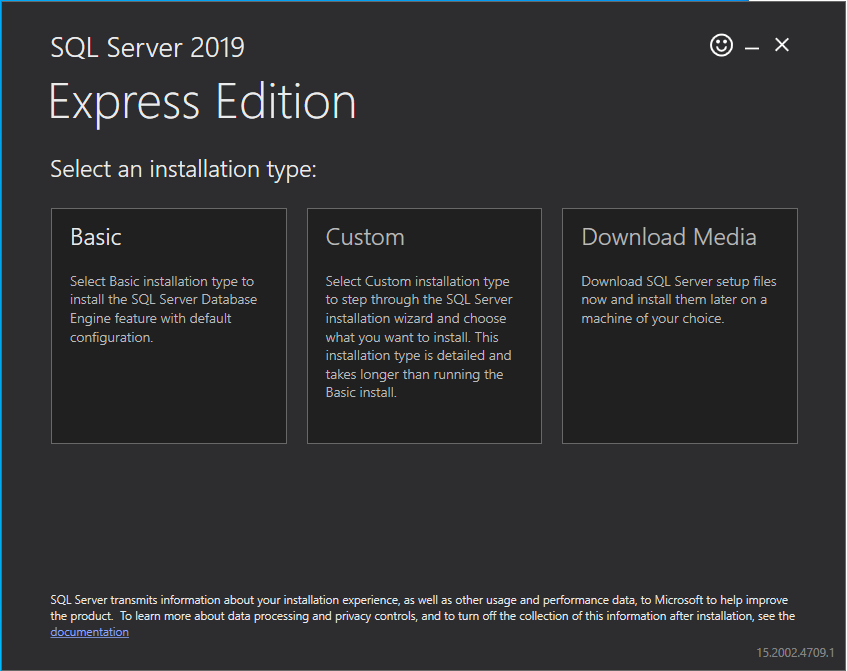 SQL Server 2019
Express Edition
Select an installation type:
Basic
Select Basic installation type to
install the SQL Server Database
Engine feature with default
configuration.
Custom
Select Custom installation type
to step through the SQL Server
installation wizard and choose
what you want to install. This
installation type is detailed and
takes longer than running the
Basic install.
Download Media
Download SQL Server setup files
now and install them later on a
machine of your choice.
SQL Server transmits information about your installation experience, as well as other usage and performance data, to Microsoft to help improve
the product.  To learn more about data processing and privacy controls, and to turn off the collection of this information after installation, see the
documentation
15.2002.4709.1